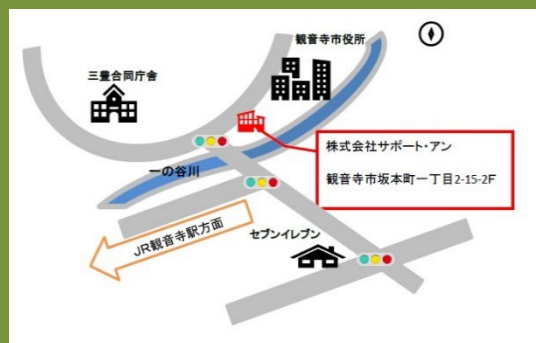 観音寺市役所
三豊合同庁舎
株式会社サポート・アン
観音寺市坂本町一丁目2-15-2F
一の谷川
JR観音寺駅方面
セブンイレブン